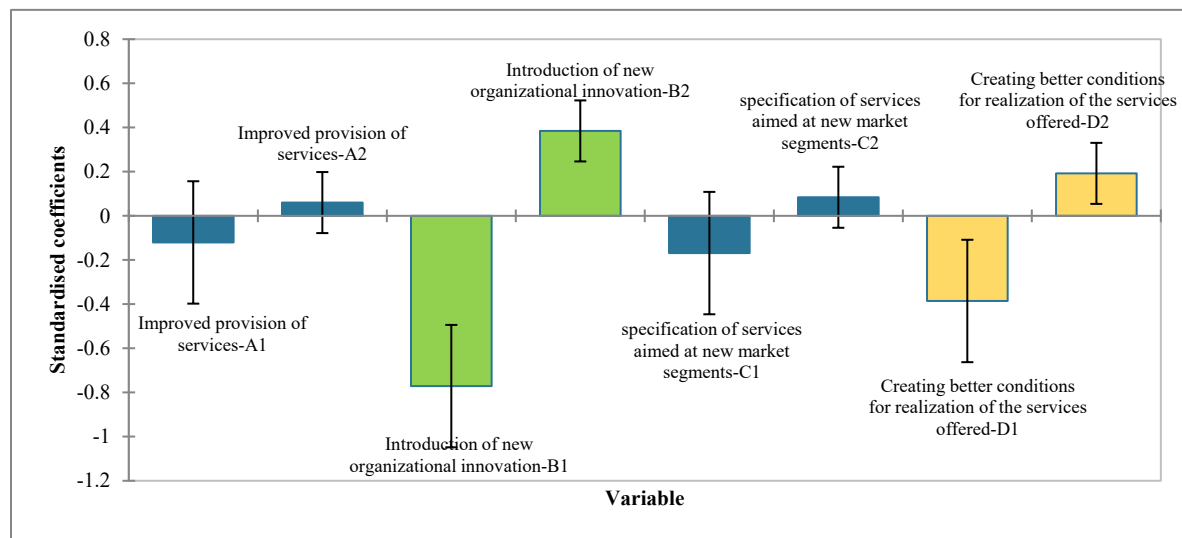 Standardised coefficients
0.8
0.6
0.4
0.2
0
-0.2
-0.4
-0.6
-0.8
-1
-1.2
Improved provision of
services-A1
Improved provision of
services-A2
Introduction of new
organizational innovation-B1
Introduction of new
organizational innovation-B2
specification of services
aimed at new market
segments-C1
specification of services
aimed at new market
segments-C2
Creating better conditions
for realization of the services
offered-D1
Creating better conditions
for realization of the services
offered-D2
Variable